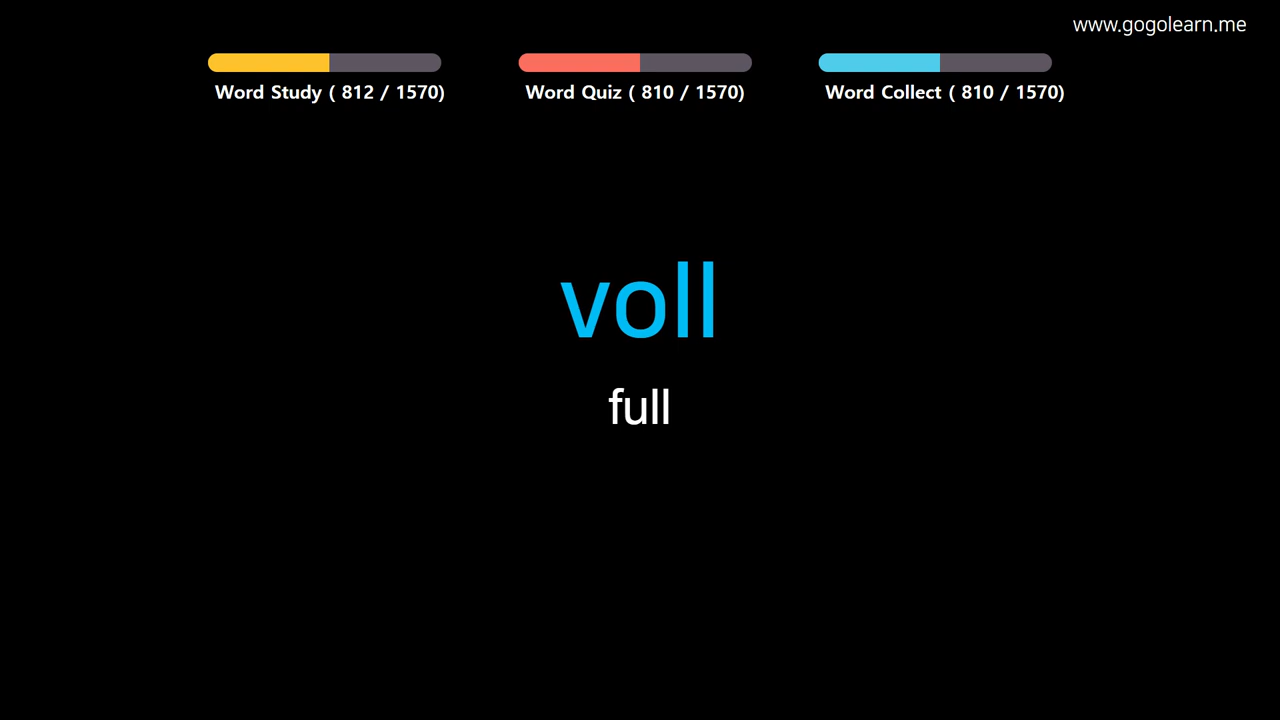 www.gogolearn.me
Word Study ( 812 / 1570)
Word Quiz ( 810 / 1570)
Word Collect ( 810 / 1570)
voll
full